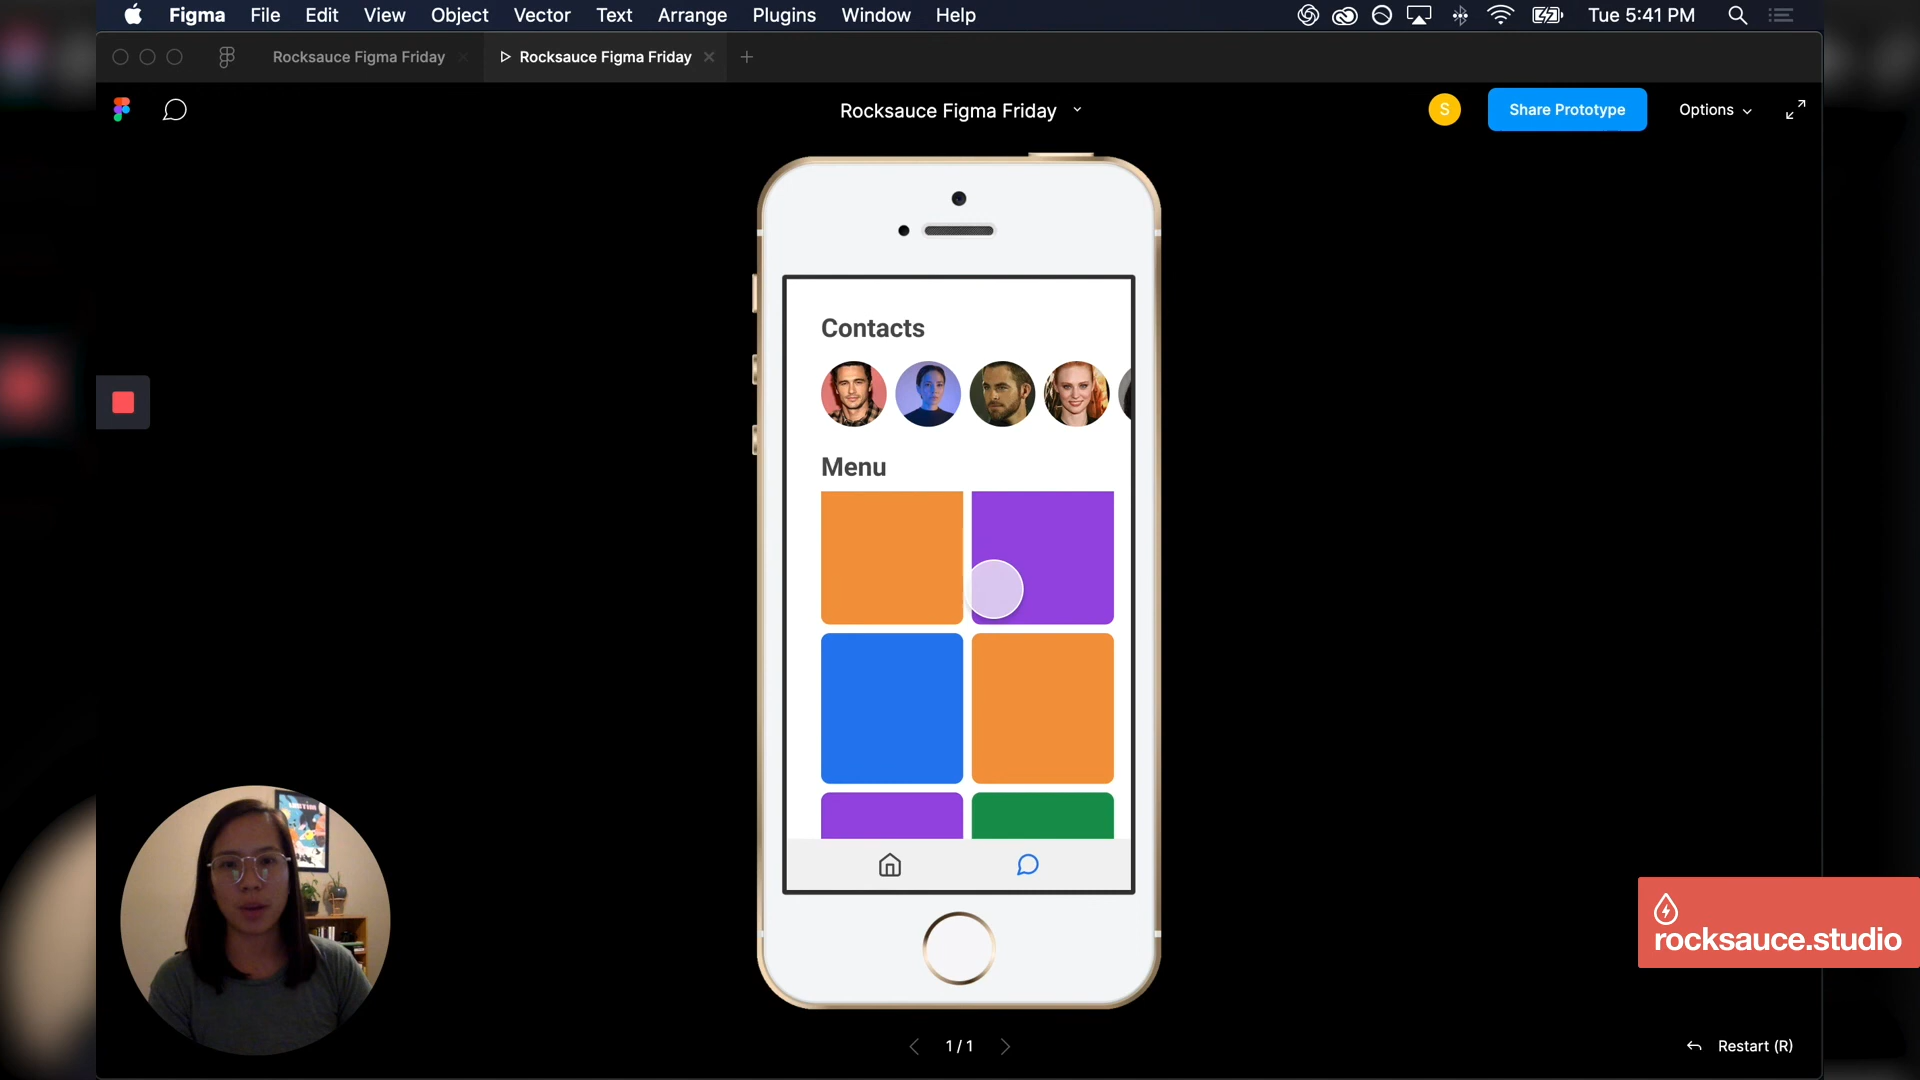 Figma File Edit View Object Vector Text Arrange Plugins Window Help Tue 5:41 PM
Rocksauce Figma Friday Rocksauce Figma Friday
Rocksauce Figma Friday S Share Prototype Options
Contacts
Menu
rocksauce.studio
1 / 1 Restart (R)